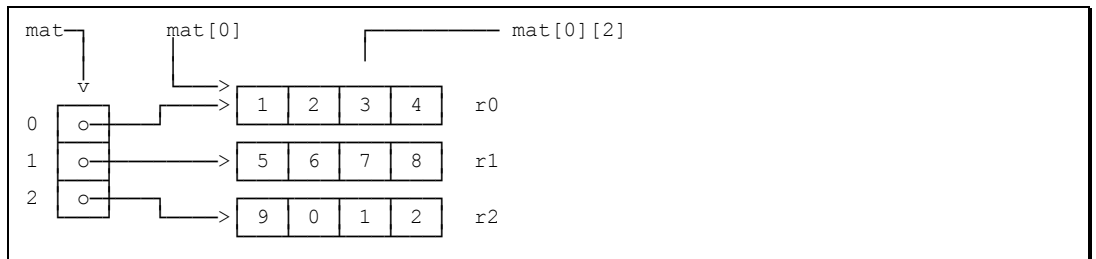 mat mat[0] mat[0][2]
v >
0 o > 1 2 3 4 r0
1 o > 5 6 7 8 r1
2 o > 9 0 1 2 r2